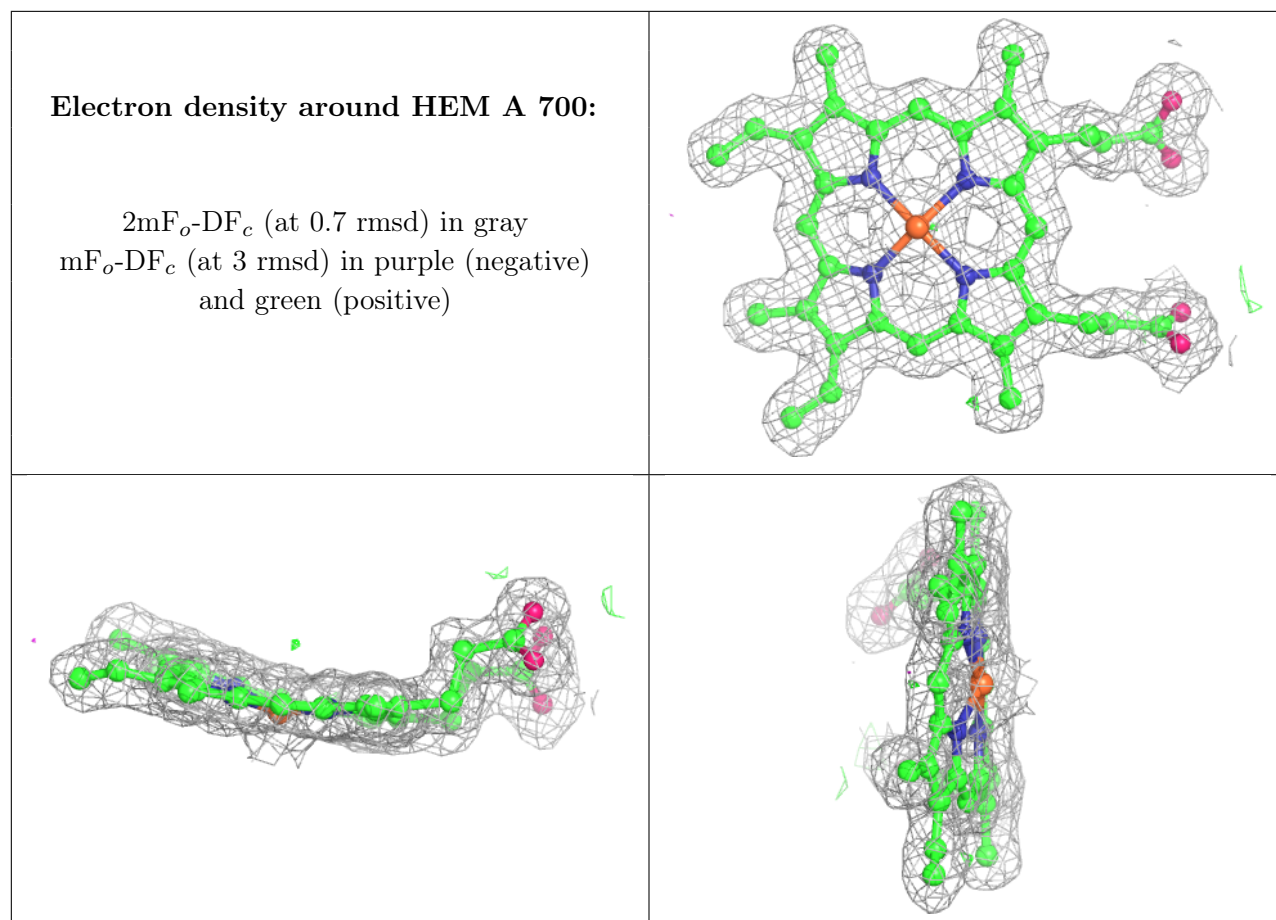 Electron density around HEM A 700:
2mFo-DFc (at 0.7 rmsd) in gray
mFo-DFc (at 3 rmsd) in purple (negative)
and green (positive)